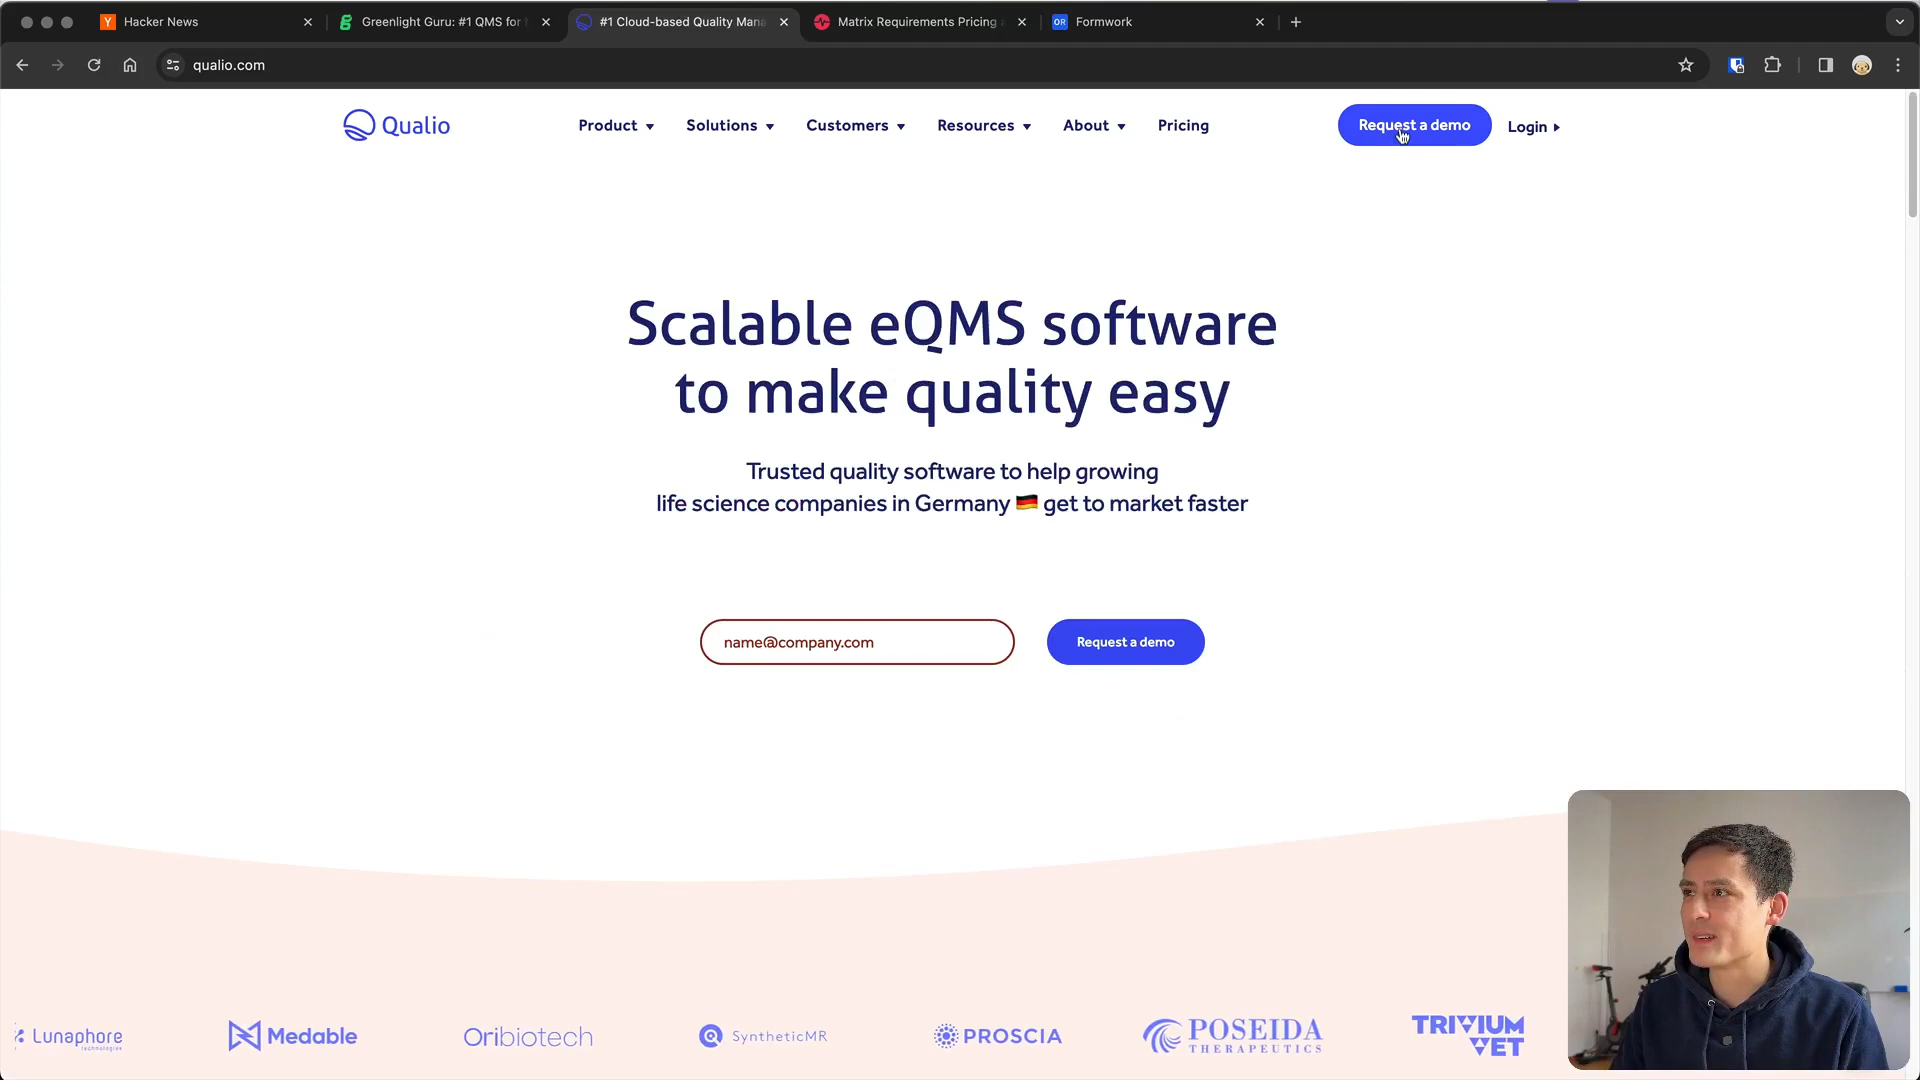 Hacker News
Greenlight Guru: #1 QMS for
#1 Cloud-based Quality Mana
Matrix Requirements Pricing
OR
Formwork
qualio.com
Qualio
Product
Solutions
Customers
Resources
About
Pricing
Request a demo
Login
Scalable eQMS software
to make quality easy
Trusted quality software to help growing
life science companies in Germany 🇩🇪 get to market faster
name@company.com
Request a demo
Lunaphore
Medable
Oribiotech
SyntheticMR
PROSCIA
POSEIDA
THERAPEUTICS
TRIVIUM
VET